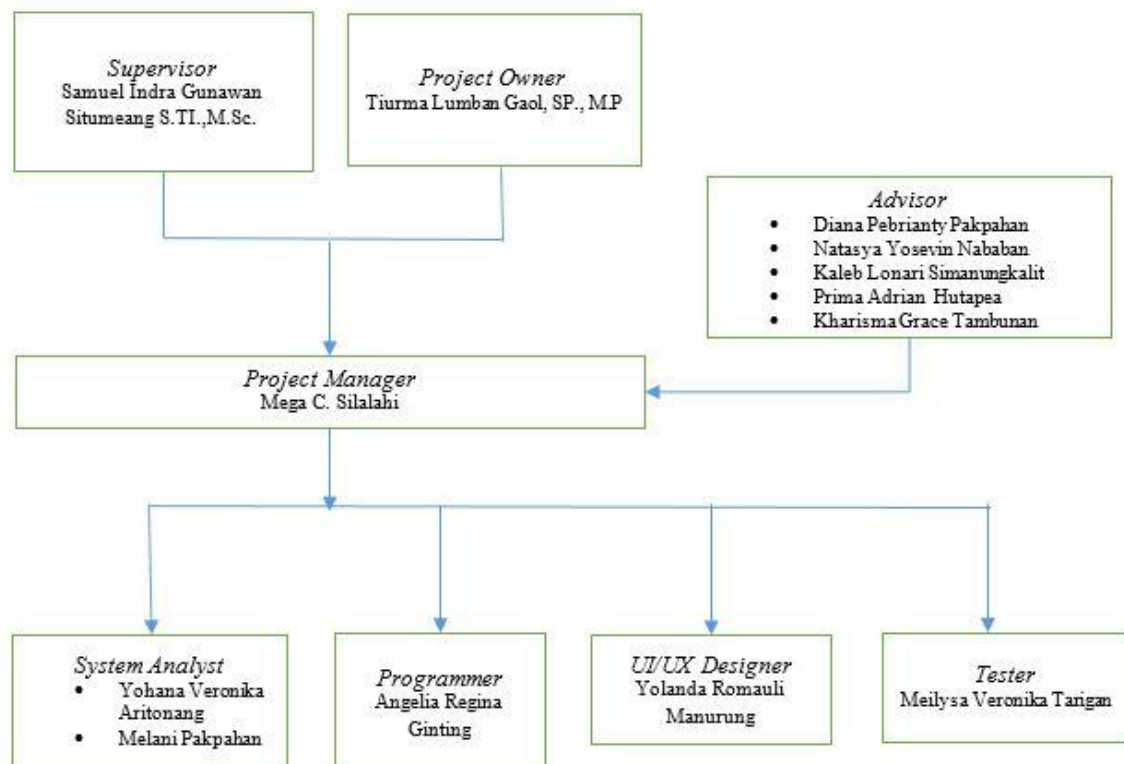 Supervisor
Samuel Indra Gunawan
Situmeang S.TI.,M.Sc.
Project Owner
Tiurma Lumban Gaol, SP., M.P
Advisor
• Diana Pebrianty Pakpahan
• Natasya Yosevin Nababan
• Kaleb Lonari Simanungkalit
• Prima Adrian Hutapea
• Kharisma Grace Tambunan
Project Manager
Mega C. Silalahi
System Analyst
• Yohana Veronika
Aritonang
• Melani Pakpahan
Programmer
Angelia Regina
Ginting
UI/UX Designer
Yolanda Romauli
Manurung
Tester
Meilysa Veronika Tarigan